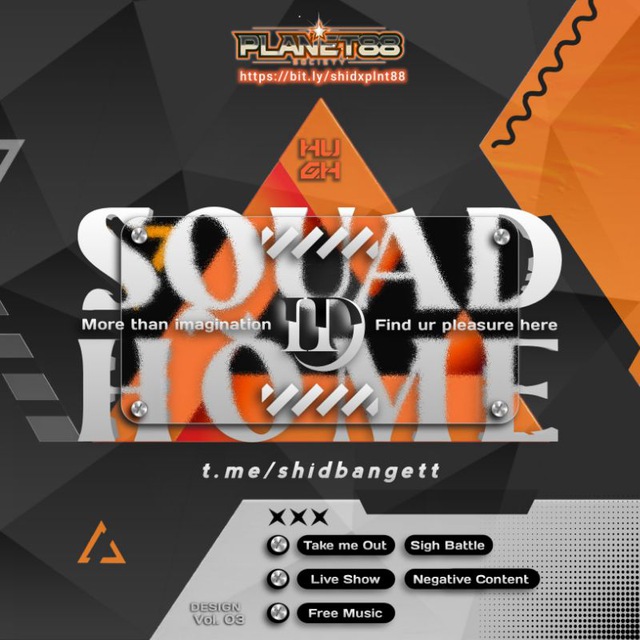 PLANET88
SOCIETY
https://bit.ly/shidxplnt88
HU
GH
SQUAD
More than imagination
Find ur pleasure here
HOME
t.me/shidbangett
Take me Out
Sigh Battle
Live Show
Negative Content
Free Music
DESIGN
Vol. 03